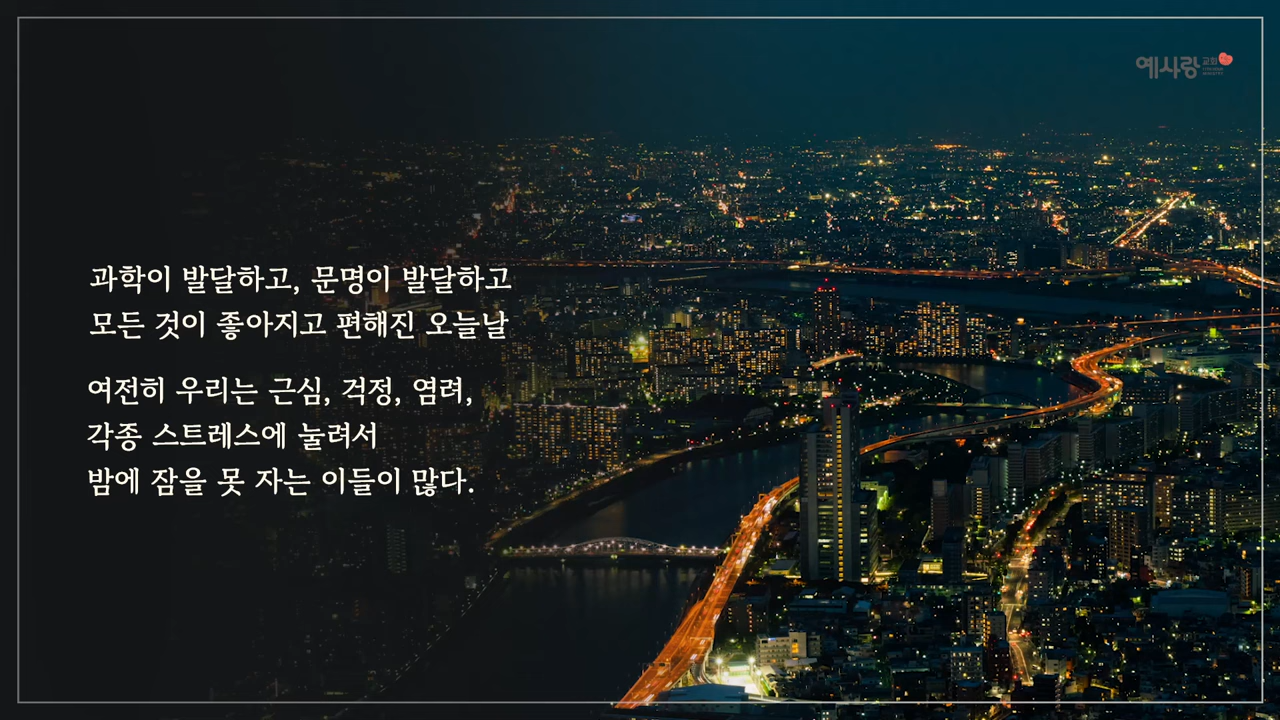 예사랑 교회
과학이 발달하고, 문명이 발달하고
모든 것이 좋아지고 편해진 오늘날
여전히 우리는 근심, 걱정, 염려,
각종 스트레스에 눌려서
밤에 잠을 못 자는 이들이 많다.